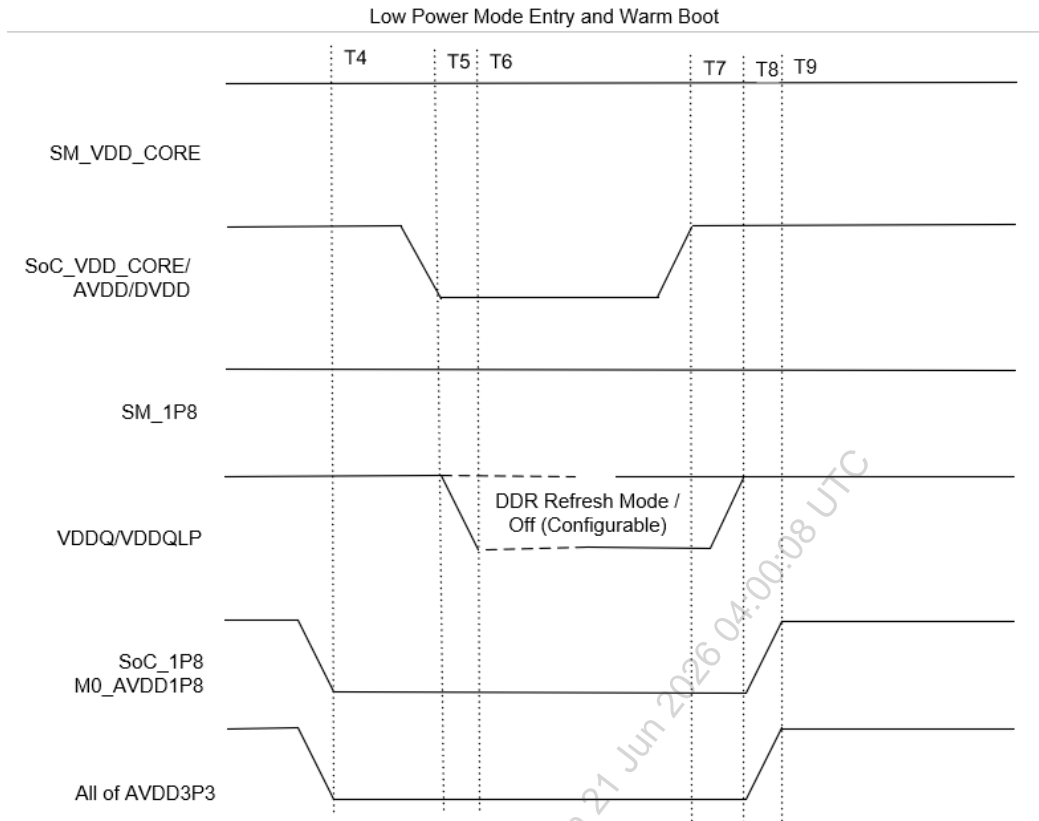 Low Power Mode Entry and Warm Boot
T4
T5
T6
T7
T8
T9
SM_VDD_CORE
SoC_VDD_CORE/
AVDD/DVDD
SM_1P8
DDR Refresh Mode /
Off (Configurable)
VDDQ/VDDQLP
SoC_1P8
M0_AVDD1P8
All of AVDD3P3
21 Jun 2026 04:00:08 UTC